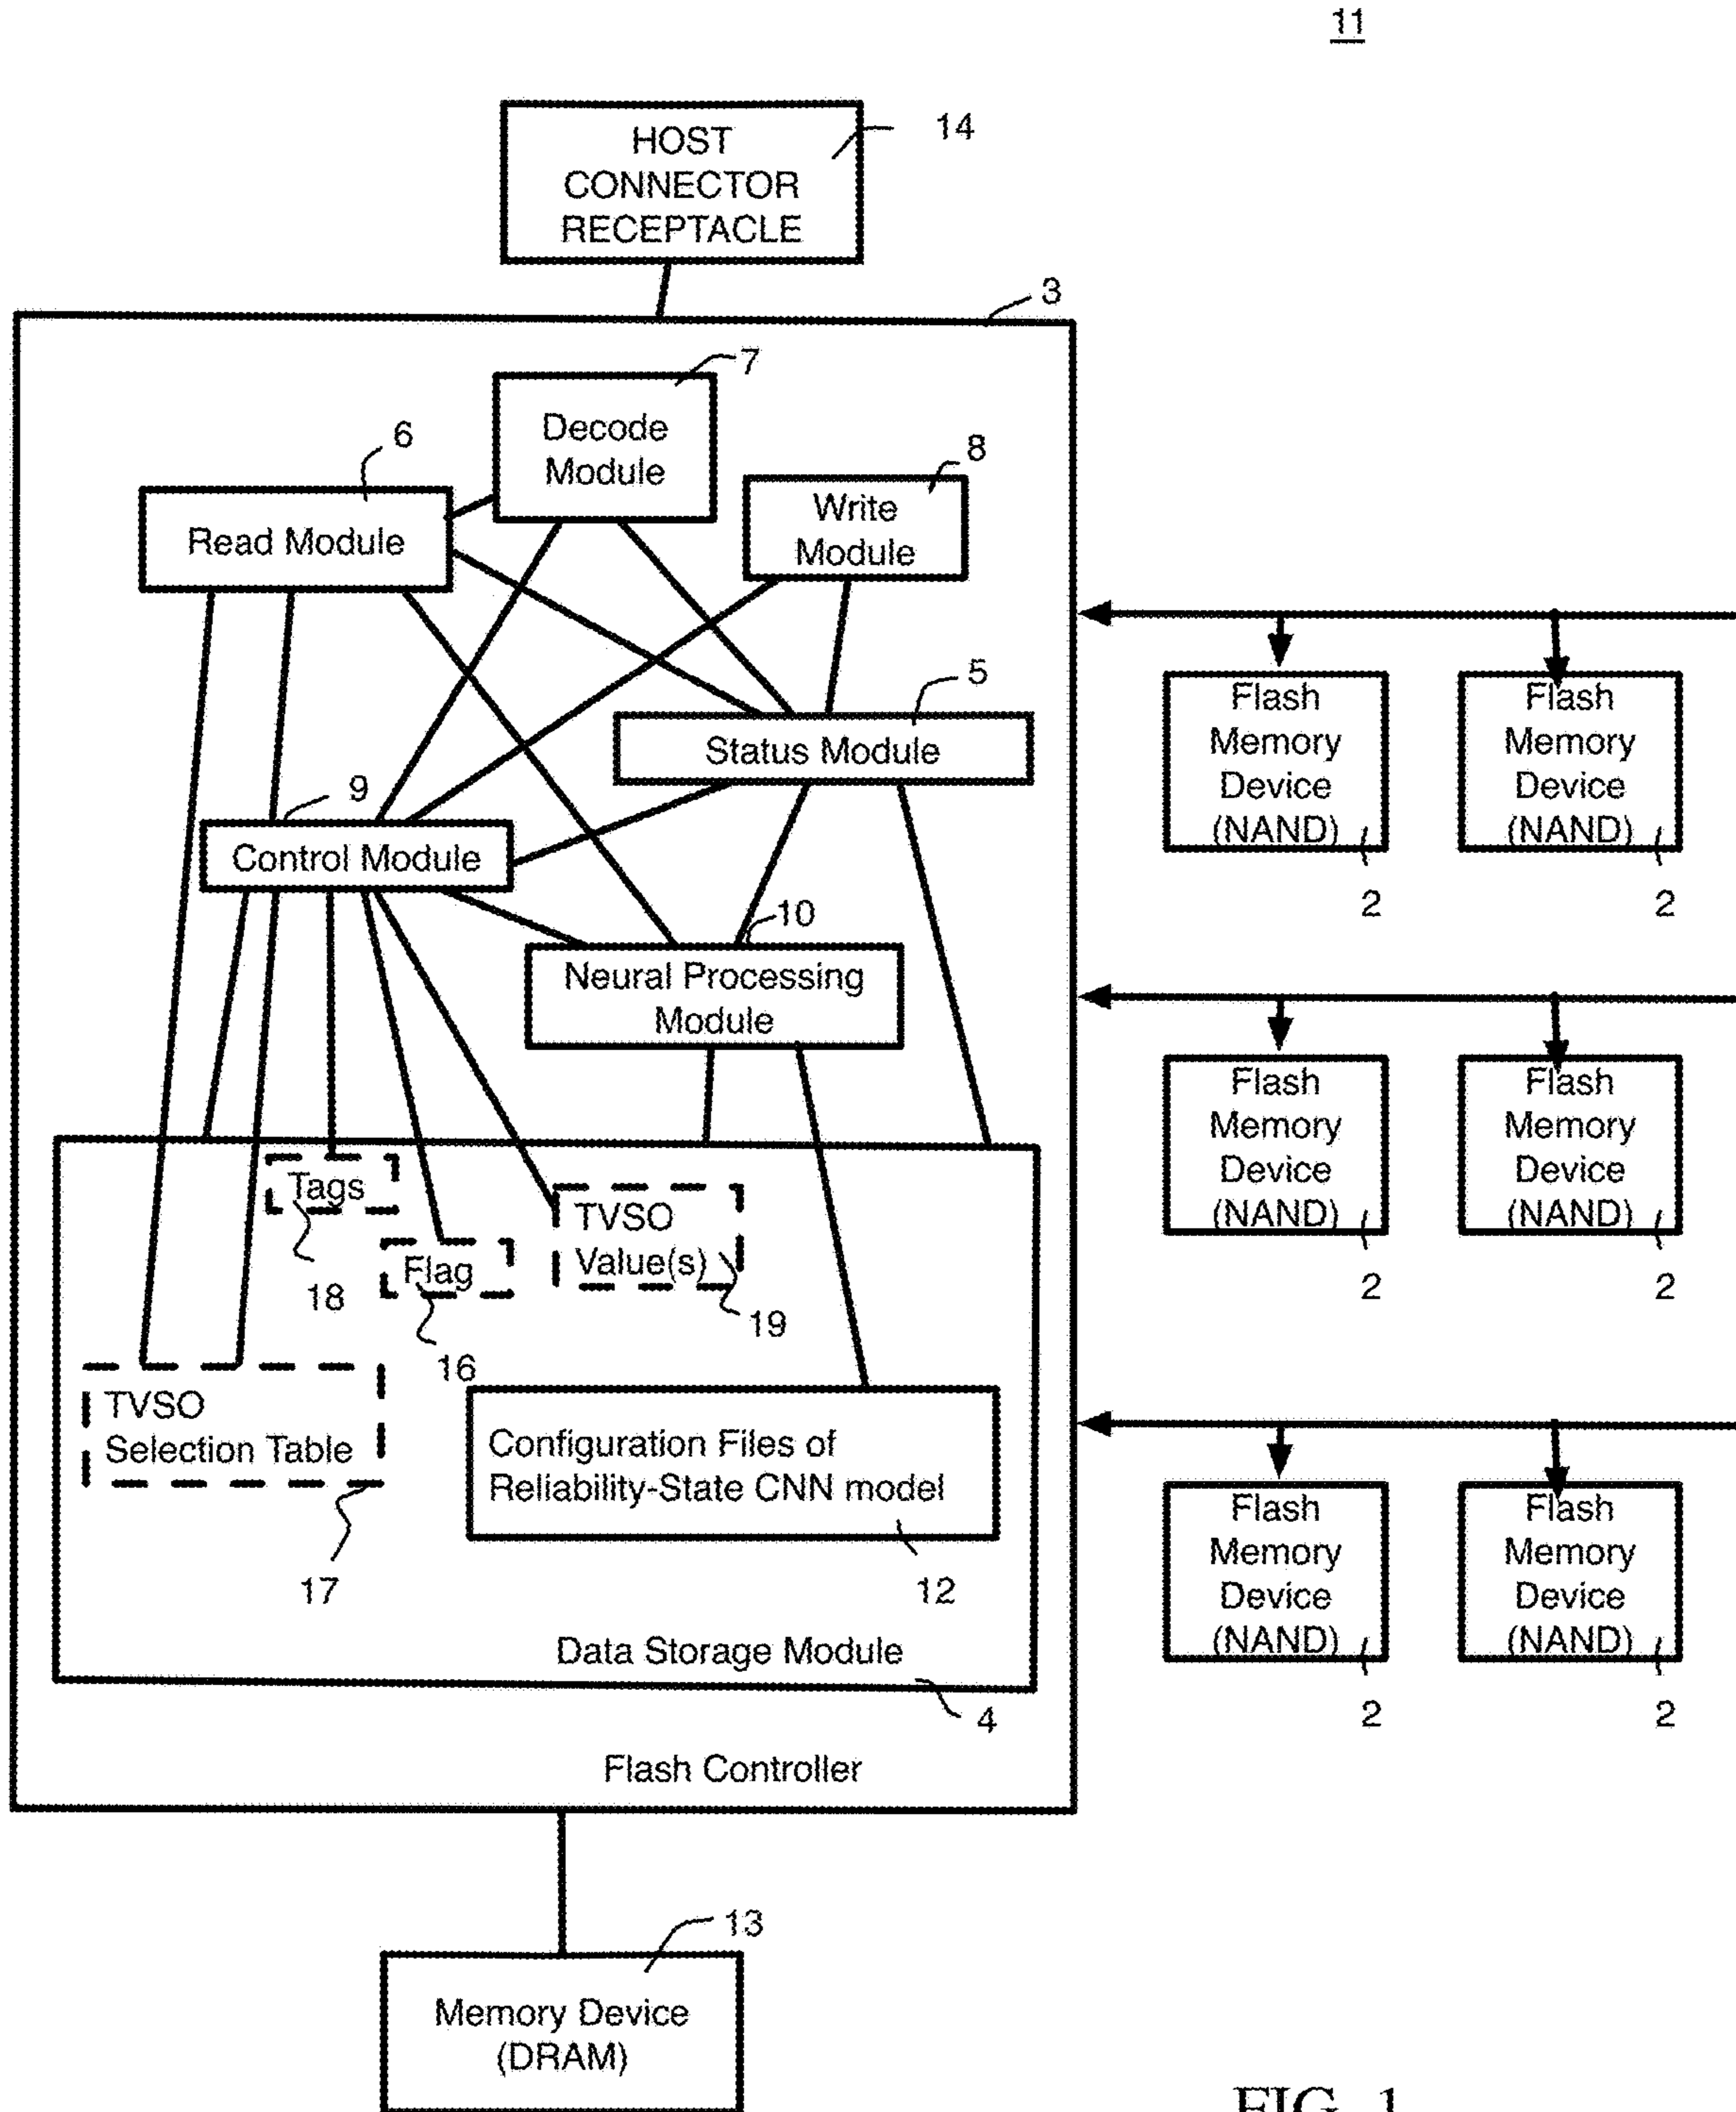 11
HOST
CONNECTOR
RECEPTACLE
14
3
7
Decode
Module
6
Read Module
8
Write
Module
5
Status Module
9
Control Module
10
Neural Processing
Module
Tags
18
Flag
16
TVSO
Value(s)
19
TVSO
Selection Table
17
Configuration Files of
Reliability-State CNN model
12
Data Storage Module
4
Flash Controller
13
Memory Device
(DRAM)
Flash
Memory
Device
(NAND)
2
Flash
Memory
Device
(NAND)
2
Flash
Memory
Device
(NAND)
2
Flash
Memory
Device
(NAND)
2
Flash
Memory
Device
(NAND)
2
Flash
Memory
Device
(NAND)
2
FIG. 1